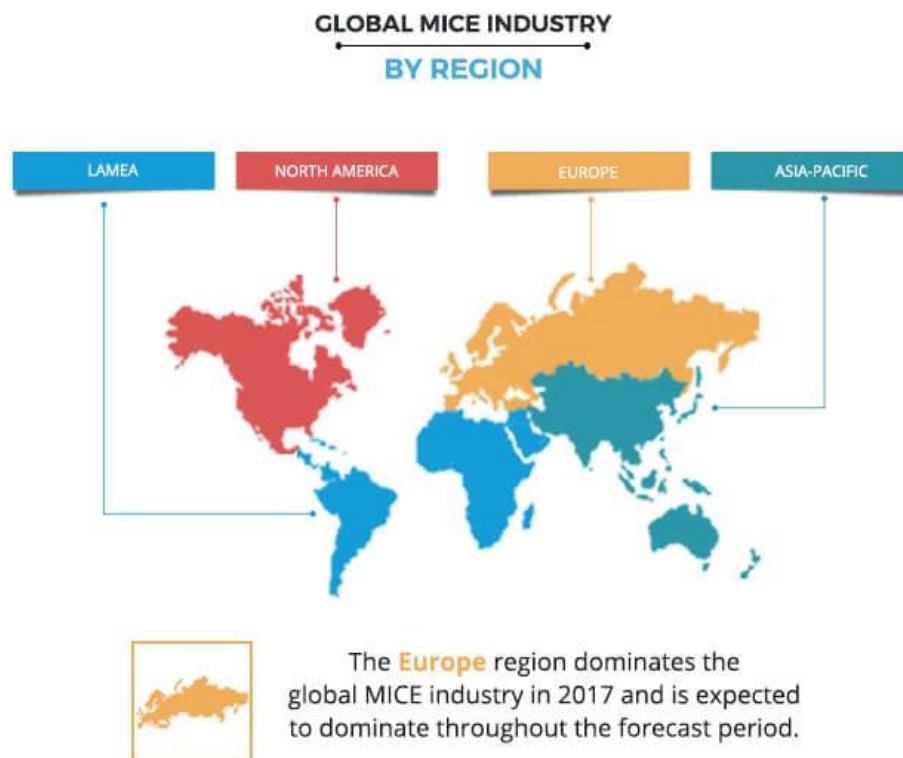 GLOBAL MICE INDUSTRY
BY REGION
LAMEA
NORTH AMERICA
EUROPE
ASIA-PACIFIC
The Europe region dominates the
global MICE industry in 2017 and is expected
to dominate throughout the forecast period.